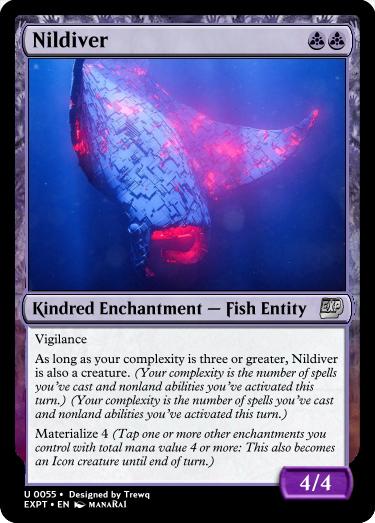 Nildiver
Kindred Enchantment — Fish Entity
EXP
Vigilance
As long as your complexity is three or greater, Nildiver
is also a creature. (Your complexity is the number of spells
you've cast and nonland abilities you've activated this
turn.) (Your complexity is the number of spells you've cast
and nonland abilities you've activated this turn.)
Materialize 4 (Tap one or more other enchantments you
control with total mana value 4 or more: This also becomes
an Icon creature until end of turn.)
4/4
U 0055 • Designed by Trewq
EXPT • EN MANARAI